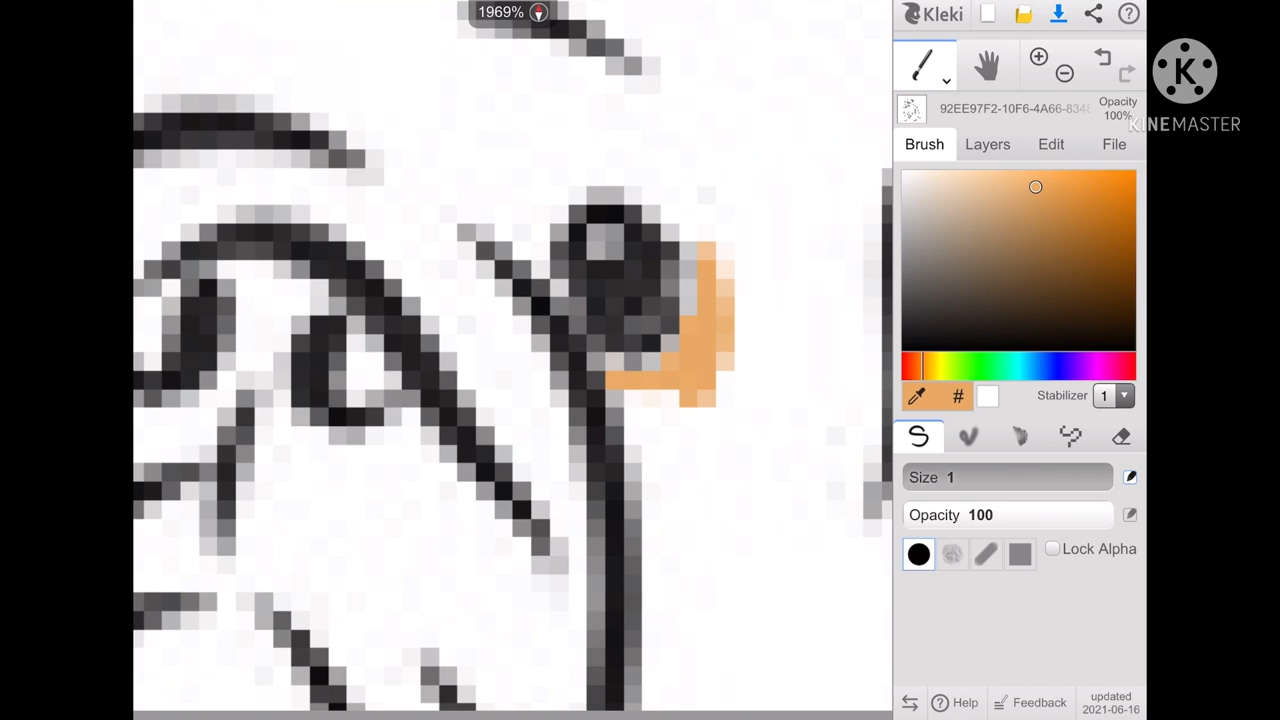 1969%
Kleki
92EE97F2-10F6-4A66-834
Opacity
100%
K
KINEMASTER
Brush Layers Edit File
# Stabilizer 1
Size 1
Opacity 100
Lock Alpha
Help Feedback updated
2021-06-16